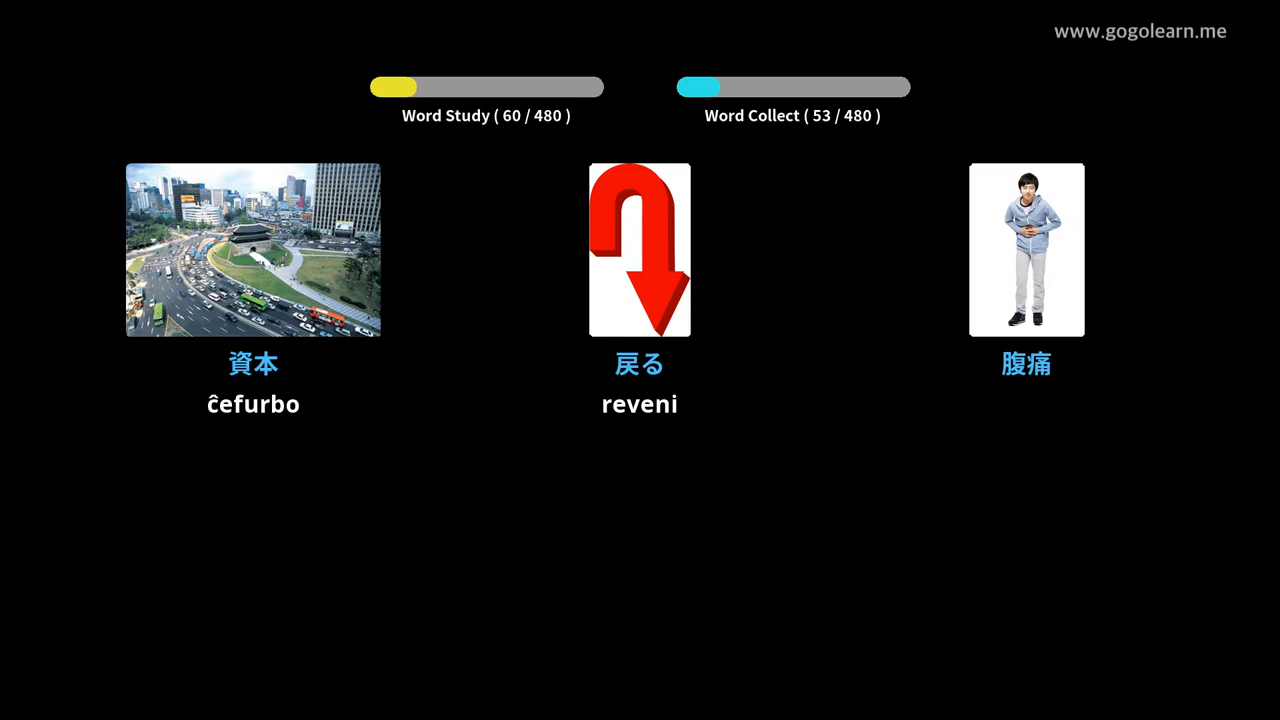 www.gogolearn.me
Word Study ( 60 / 480 )
Word Collect ( 53 / 480 )
資本
戻る
腹痛
ĉefurbo
reveni